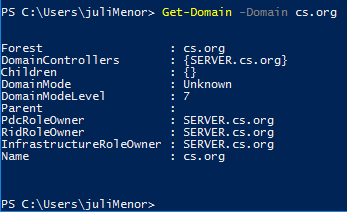 PS C:\Users\juliMenor> Get-Domain -Domain cs.org
Forest : cs.org
DomainControllers : {SERVER.cs.org}
Children : {}
DomainMode : Unknown
DomainModeLevel : 7
Parent :
PdcRoleOwner : SERVER.cs.org
RidRoleOwner : SERVER.cs.org
InfrastructureRoleOwner : SERVER.cs.org
Name : cs.org
PS C:\Users\juliMenor>